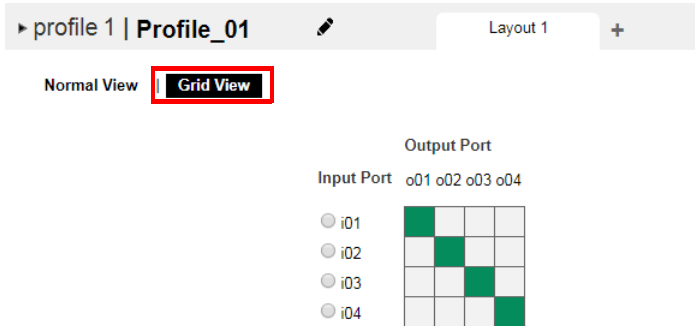 profile 1 | Profile_01 Layout 1 +
Normal View | Grid View
Output Port
Input Port o01 o02 o03 o04
i01
i02
i03
i04